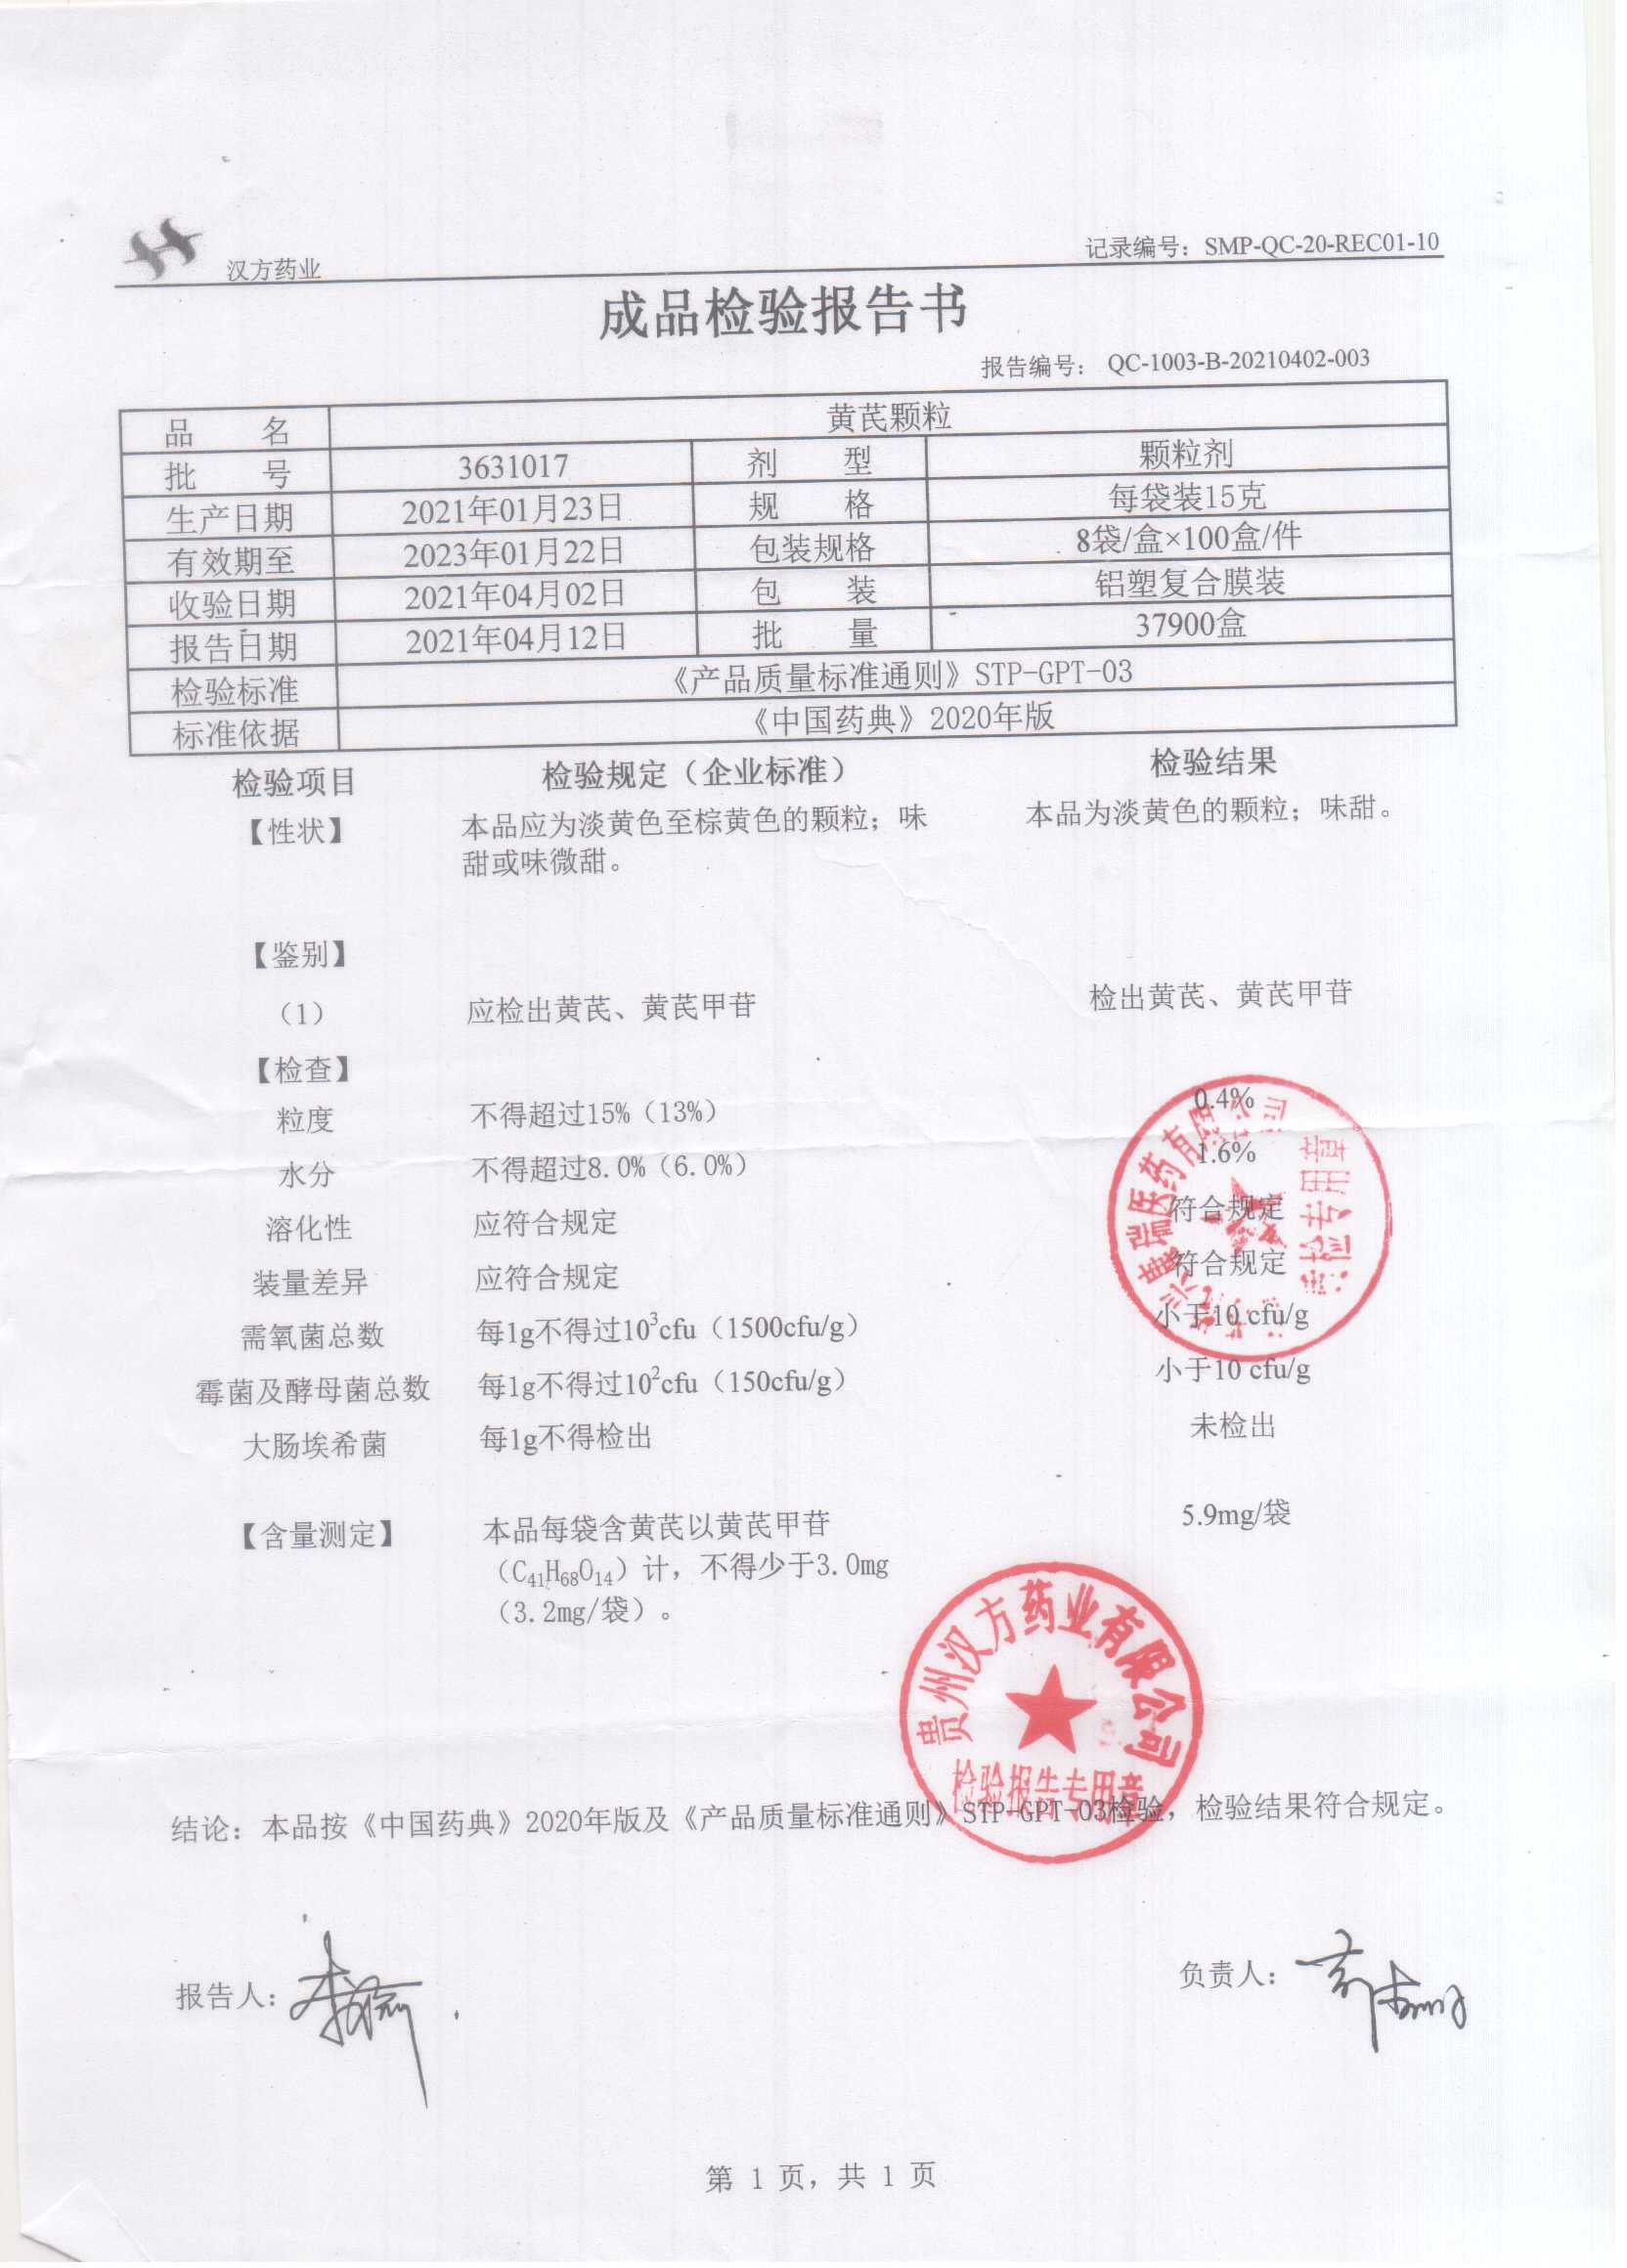 汉方药业
记录编号：SMP-QC-20-REC01-10
成品检验报告书
报告编号： QC-1003-B-20210402-003
品 名 黄芪颗粒
批 号 3631017 剂 型 颗粒剂
生产日期 2021年01月23日 规 格 每袋装15克
有效期至 2023年01月22日 包装规格 8袋/盒×100盒/件
收验日期 2021年04月02日 包 装 铝塑复合膜装
报告日期 2021年04月12日 批 量 37900盒
检验标准 《产品质量标准通则》STP-GPT-03
标准依据 《中国药典》2020年版
检验项目 检验规定（企业标准） 检验结果
【性状】 本品应为淡黄色至棕黄色的颗粒；味 本品为淡黄色的颗粒；味甜。
甜或味微甜。
【鉴别】
（1） 应检出黄芪、黄芪甲苷 检出黄芪、黄芪甲苷
【检查】
粒度 不得超过15%（13%） 0.4%
水分 不得超过8.0%（6.0%） 1.6%
溶化性 应符合规定 符合规定
装量差异 应符合规定 符合规定
需氧菌总数 每1g不得过10³cfu（1500cfu/g） 小于10 cfu/g
霉菌及酵母菌总数 每1g不得过10²cfu（150cfu/g） 小于10 cfu/g
大肠埃希菌 每1g不得检出 未检出
【含量测定】 本品每袋含黄芪以黄芪甲苷 5.9mg/袋
（C₄₁H₆₈O₁₄）计，不得少于3.0mg
（3.2mg/袋）。
贵州汉方药业有限公司
检验报告专用章
结论：本品按《中国药典》2020年版及《产品质量标准通则》STP-GPT-03检验，检验结果符合规定。
报告人：
负责人：
第 1 页，共 1 页